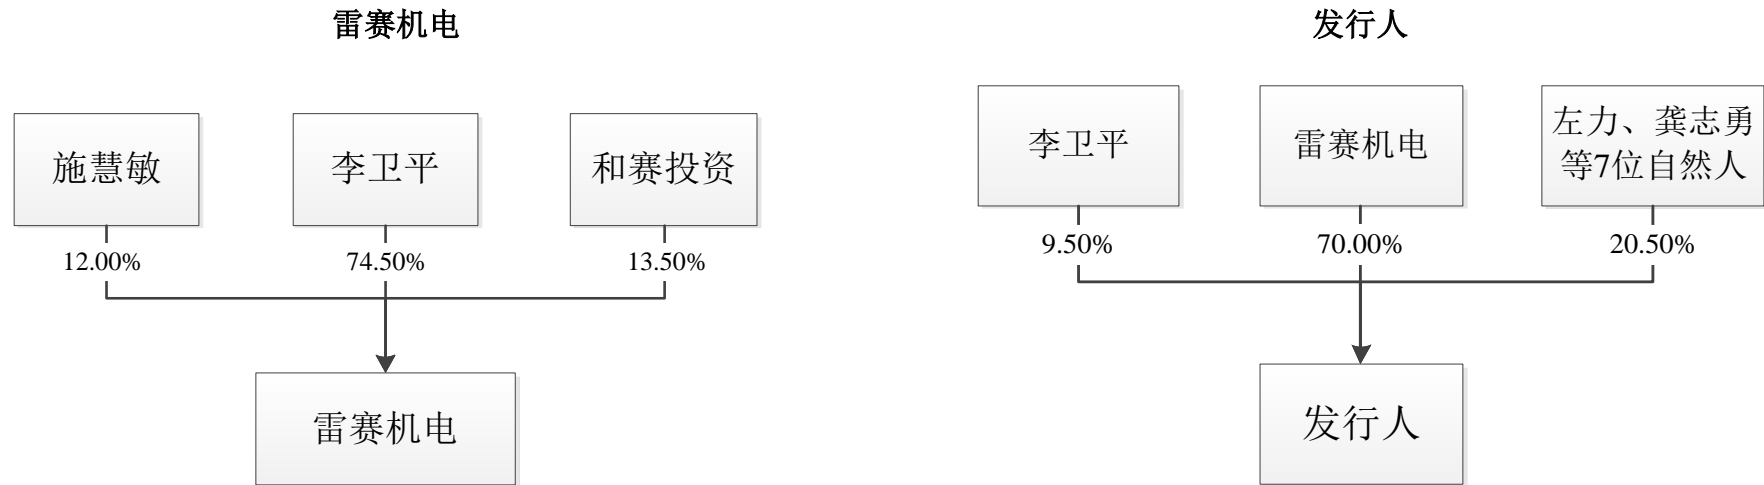 雷赛机电
施慧敏
李卫平
和赛投资
12.00%
74.50%
13.50%
雷赛机电
发行人
李卫平
雷赛机电
左力、龚志勇
等7位自然人
9.50%
70.00%
20.50%
发行人